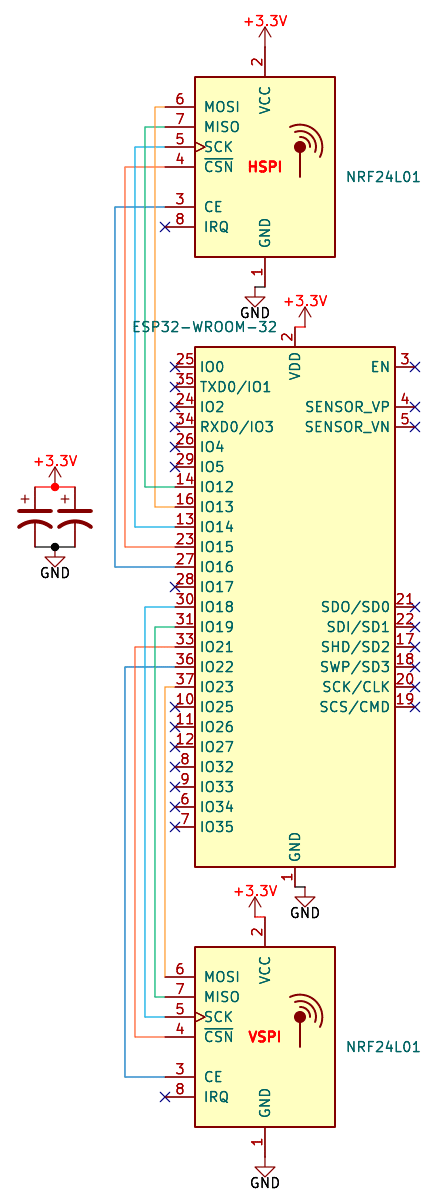 +3.3V
2
VCC
6 MOSI
7 MISO
5 SCK
4 CSN
HSPI
NRF24L01
3 CE
8 IRQ
GND
1
GND
+3.3V
ESP32-WROOM-32
2
VDD
25 IO0 EN 3
35 TXD0/IO1
24 IO2 SENSOR_VP 4
34 RXD0/IO3 SENSOR_VN 5
26 IO4
29 IO5
14 IO12
16 IO13
13 IO14
23 IO15
27 IO16
28 IO17
30 IO18 SDO/SD0 21
31 IO19 SDI/SD1 22
33 IO21 SHD/SD2 17
36 IO22 SWP/SD3 18
37 IO23 SCK/CLK 20
10 IO25 SCS/CMD 19
11 IO26
12 IO27
8 IO32
9 IO33
6 IO34
7 IO35
+3.3V
+ +
GND
GND
1
GND
+3.3V
2
VCC
6 MOSI
7 MISO
5 SCK
4 CSN
VSPI
NRF24L01
3 CE
8 IRQ
GND
1
GND